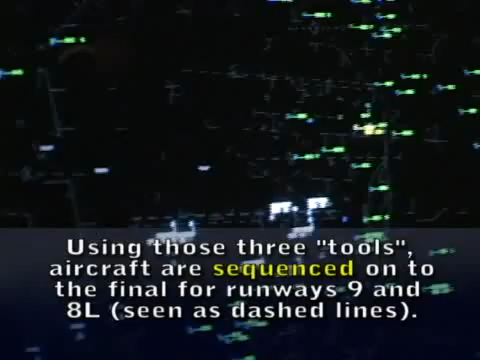 Using those three "tools",
aircraft are sequenced on to
the final for runways 9 and
8L (seen as dashed lines).